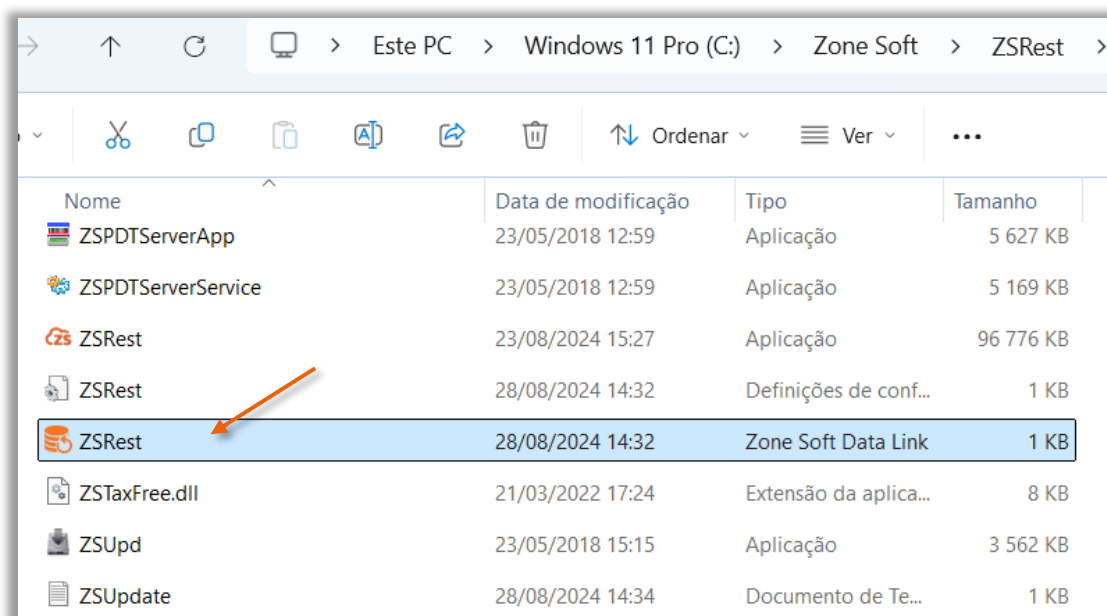 Este PC > Windows 11 Pro (C:) > Zone Soft > ZSRest >
Ordenar Ver ...
Nome Data de modificação Tipo Tamanho
ZSPDTServerApp 23/05/2018 12:59 Aplicação 5 627 KB
ZSPDTServerService 23/05/2018 12:59 Aplicação 5 169 KB
ZS ZSRest 23/08/2024 15:27 Aplicação 96 776 KB
ZSRest 28/08/2024 14:32 Definições de conf... 1 KB
ZSRest 28/08/2024 14:32 Zone Soft Data Link 1 KB
ZSTaxFree.dll 21/03/2022 17:24 Extensão da aplica... 8 KB
ZSUpd 23/05/2018 15:15 Aplicação 3 562 KB
ZSUpdate 28/08/2024 14:34 Documento de Te... 1 KB